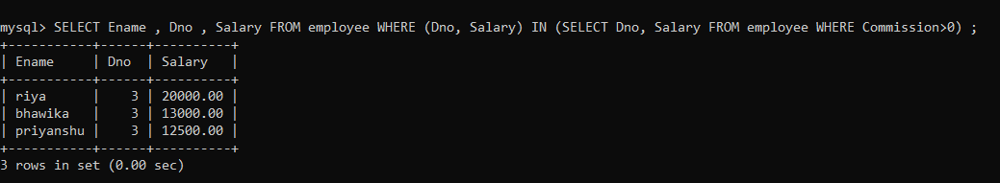 mysql> SELECT Ename , Dno , Salary FROM employee WHERE (Dno, Salary) IN (SELECT Dno, Salary FROM employee WHERE Commission>0) ;
+-----------+------+----------+
| Ename     | Dno  | Salary   |
+-----------+------+----------+
| riya      |    3 | 20000.00 |
| bhawika   |    3 | 13000.00 |
| priyanshu |    3 | 12500.00 |
+-----------+------+----------+
3 rows in set (0.00 sec)